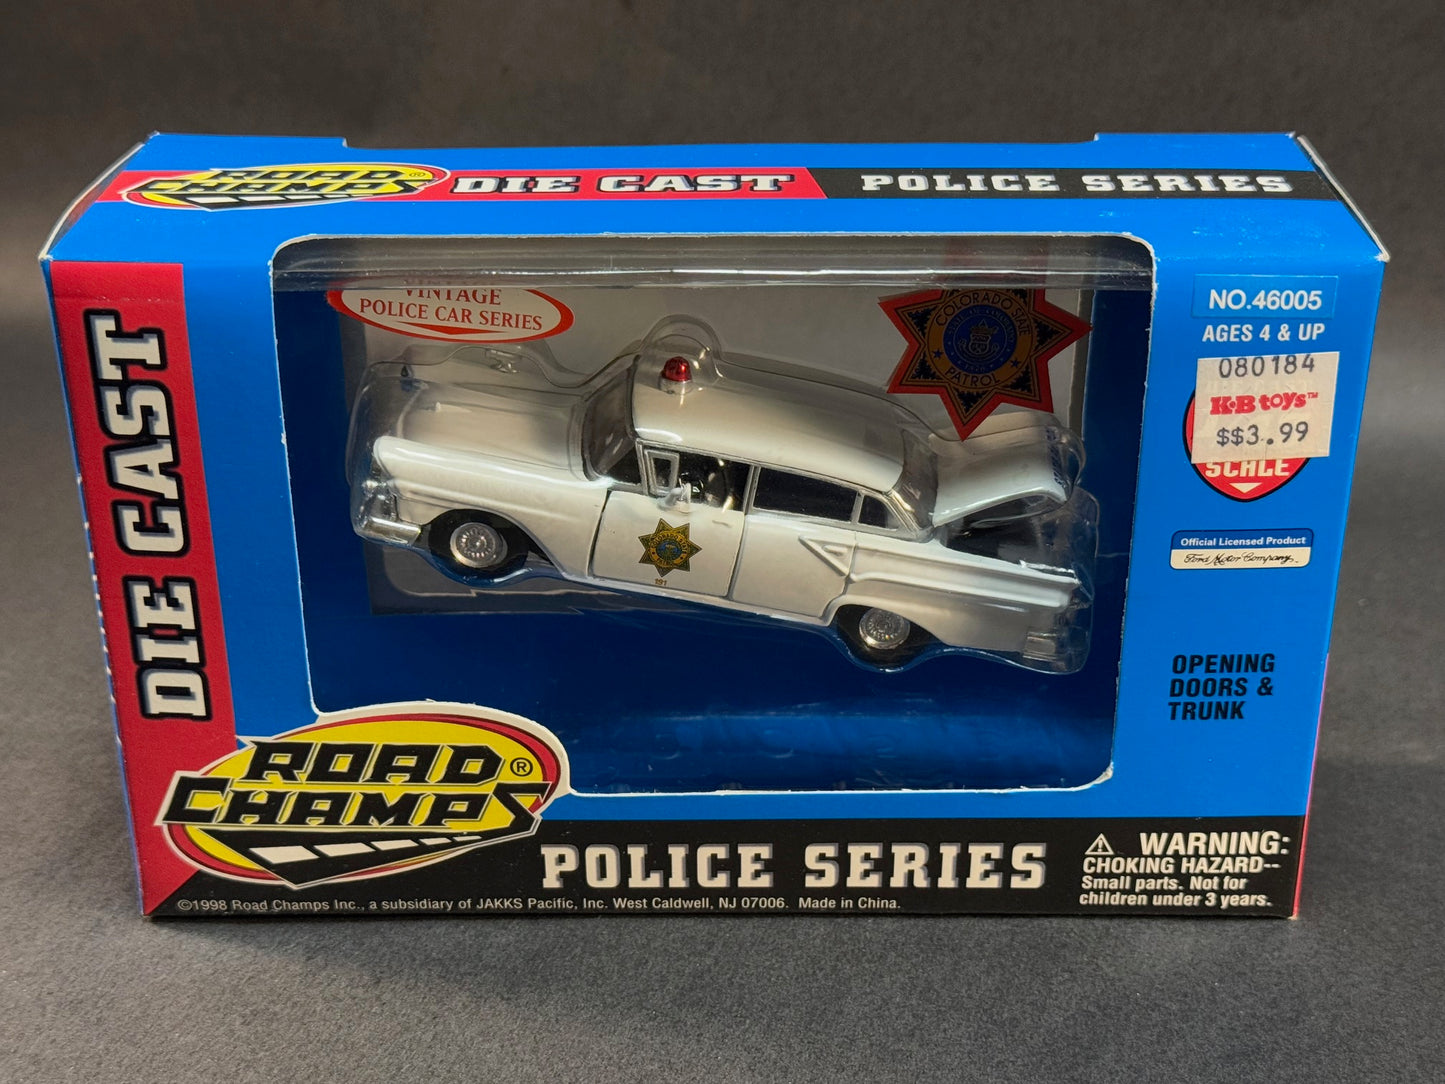 ROAD CHAMPS® DIE CAST POLICE SERIES
DIE CAST
VINTAGE
POLICE CAR SERIES
COLORADO STATE
PATROL
191
NO.46005
AGES 4 & UP
080184
K·B toys™
$$3.99
SCALE
Official Licensed Product
Ford Motor Company
OPENING
DOORS &
TRUNK
ROAD®
CHAMPS
POLICE SERIES
WARNING:
CHOKING HAZARD--
Small parts. Not for
children under 3 years.
©1998 Road Champs Inc., a subsidiary of JAKKS Pacific, Inc. West Caldwell, NJ 07006. Made in China.